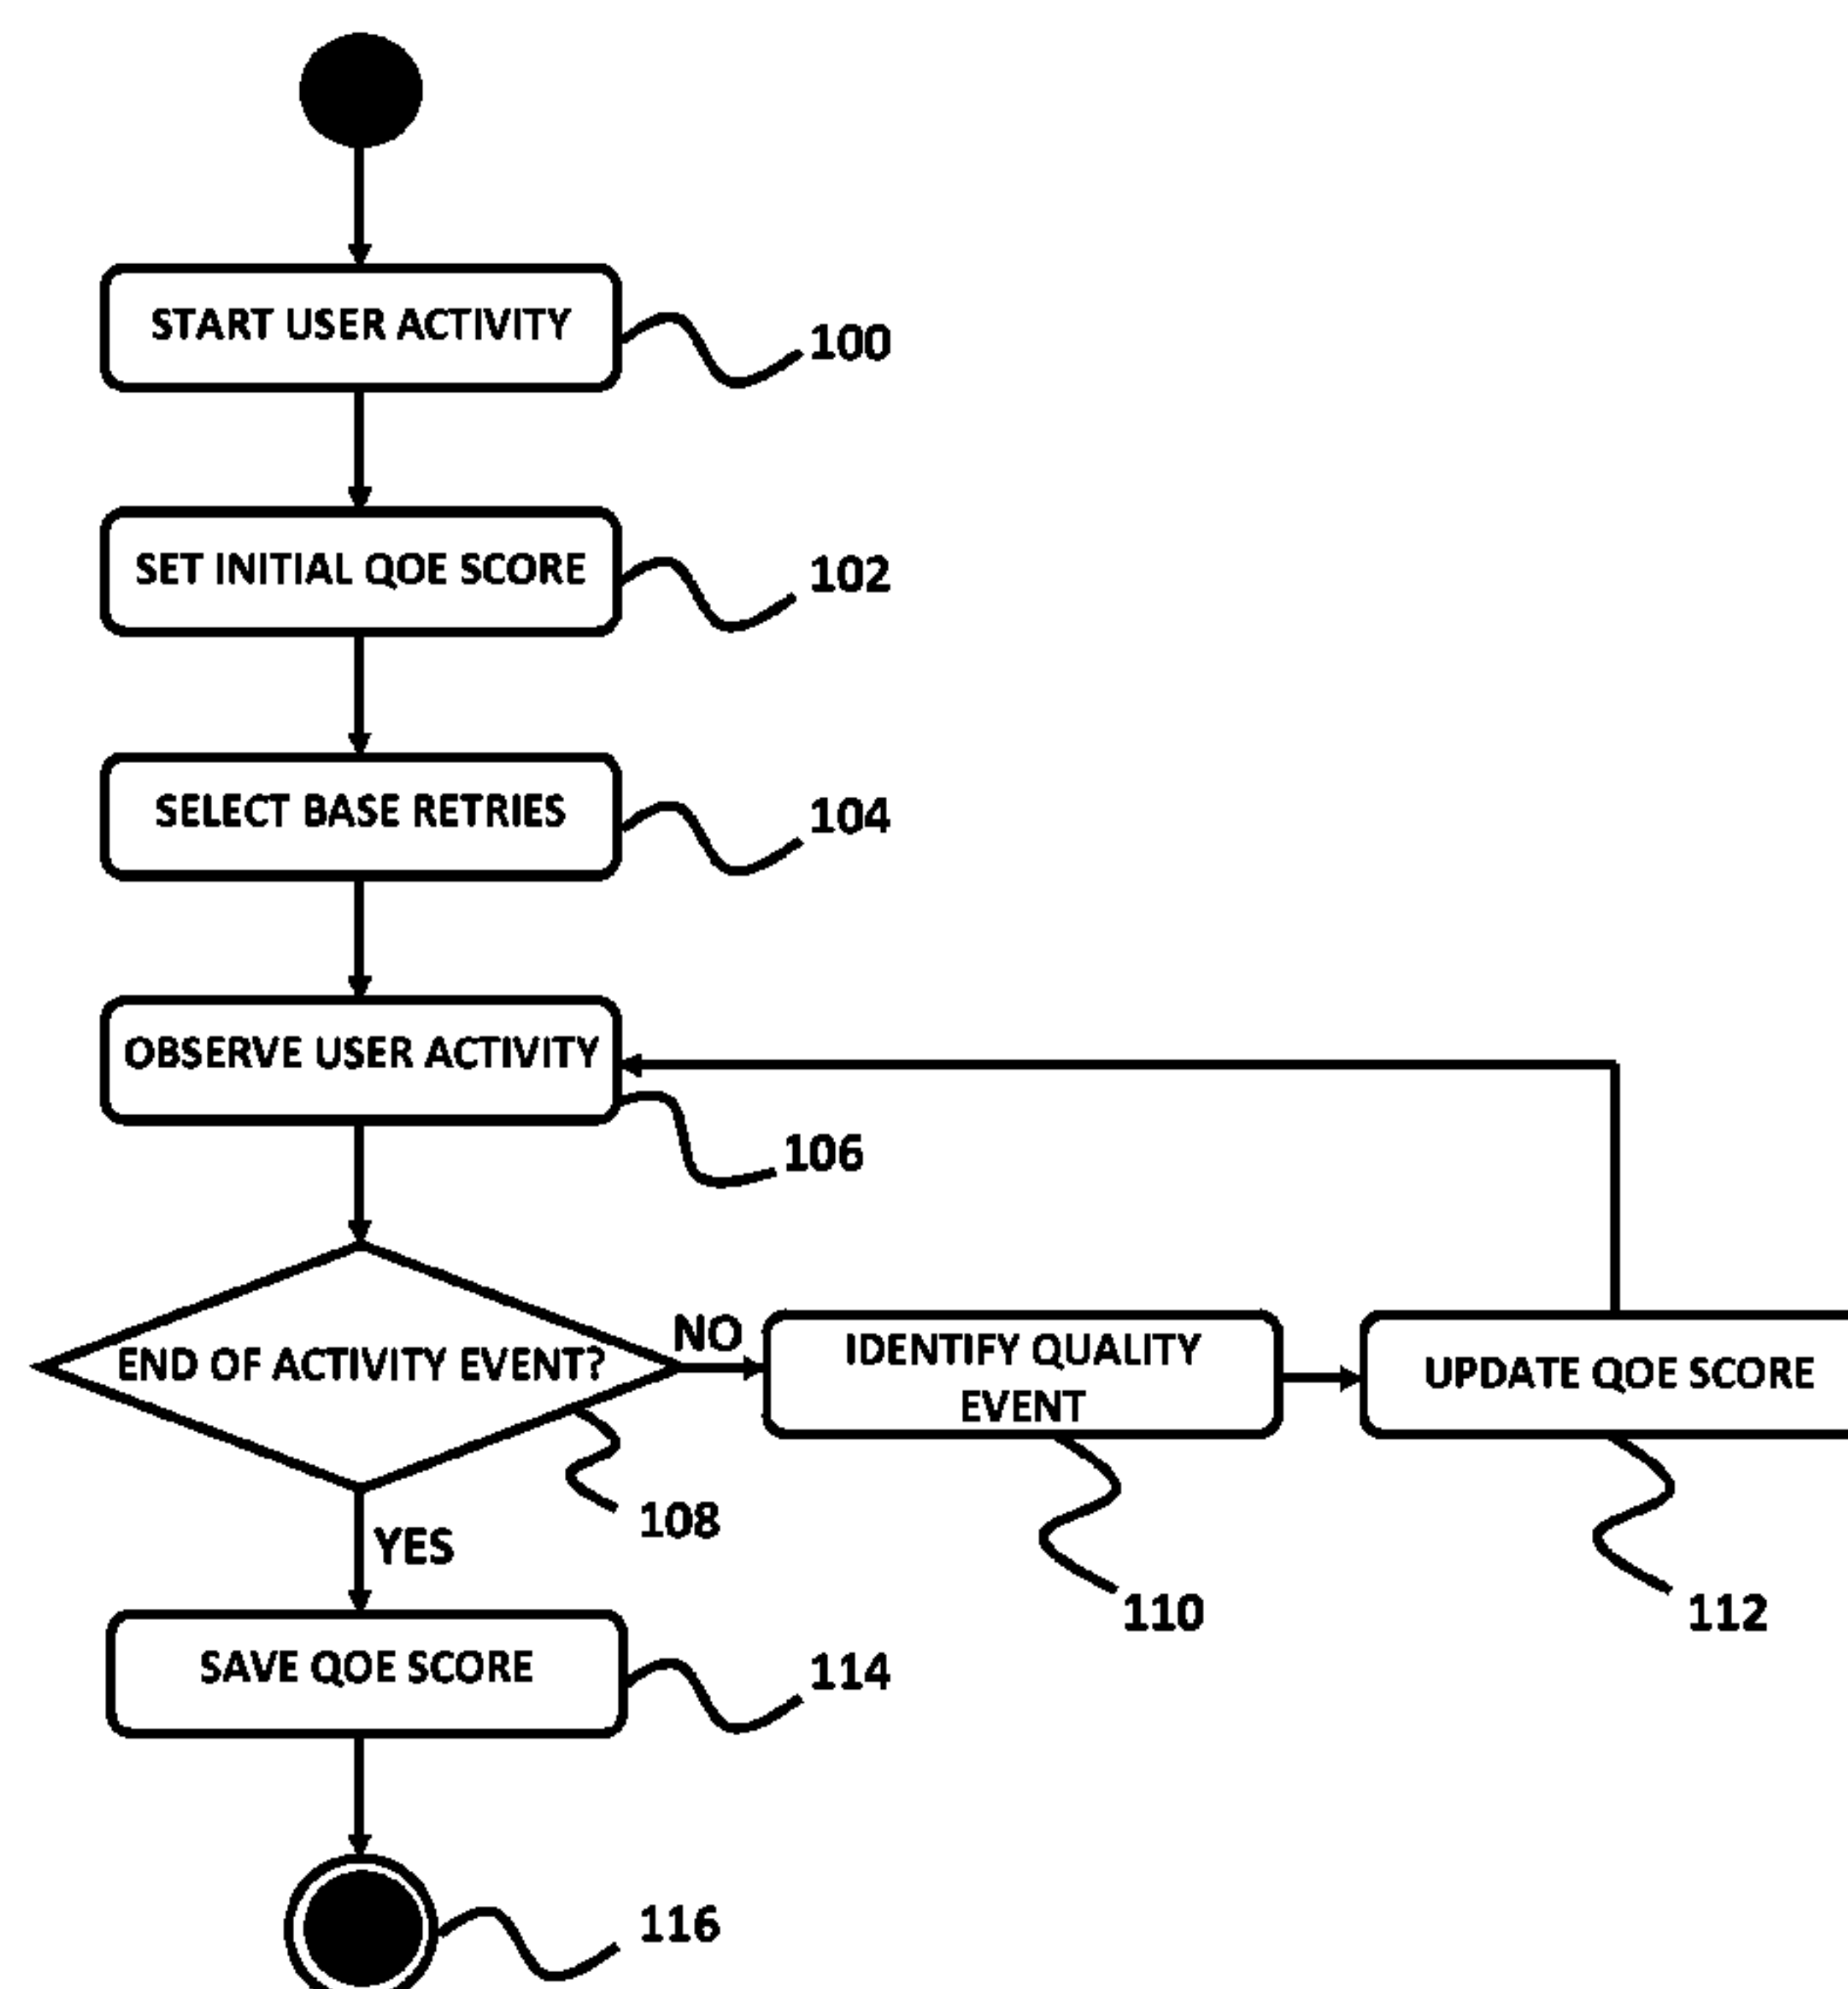 START USER ACTIVITY
100
SET INITIAL QOE SCORE
102
SELECT BASE RETRIES
104
OBSERVE USER ACTIVITY
106
END OF ACTIVITY EVENT?
108
NO
IDENTIFY QUALITY
EVENT
110
UPDATE QOE SCORE
112
YES
SAVE QOE SCORE
114
116